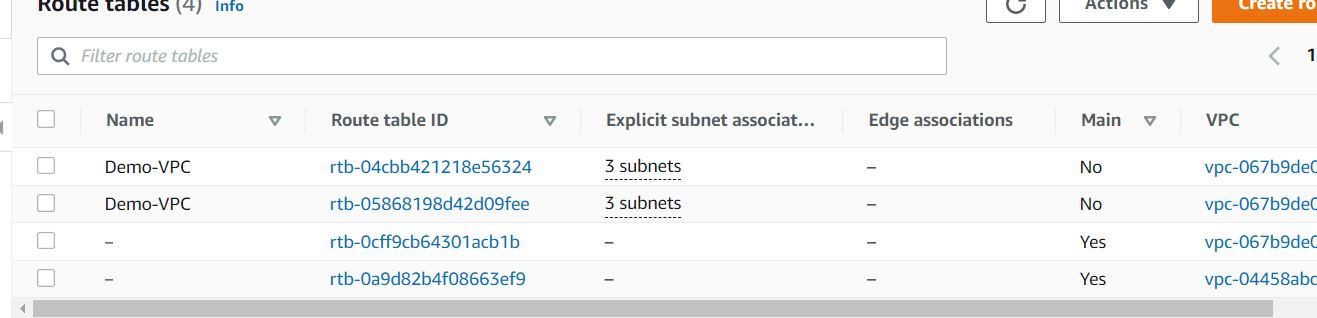 Route tables (4) Info
Actions Create ro
Filter route tables
1
Name Route table ID Explicit subnet associat... Edge associations Main VPC
Demo-VPC rtb-04cbb421218e56324 3 subnets – No vpc-067b9de0
Demo-VPC rtb-05868198d42d09fee 3 subnets – No vpc-067b9de0
– rtb-0cff9cb64301acb1b – – Yes vpc-067b9de0
– rtb-0a9d82b4f08663ef9 – – Yes vpc-04458abd